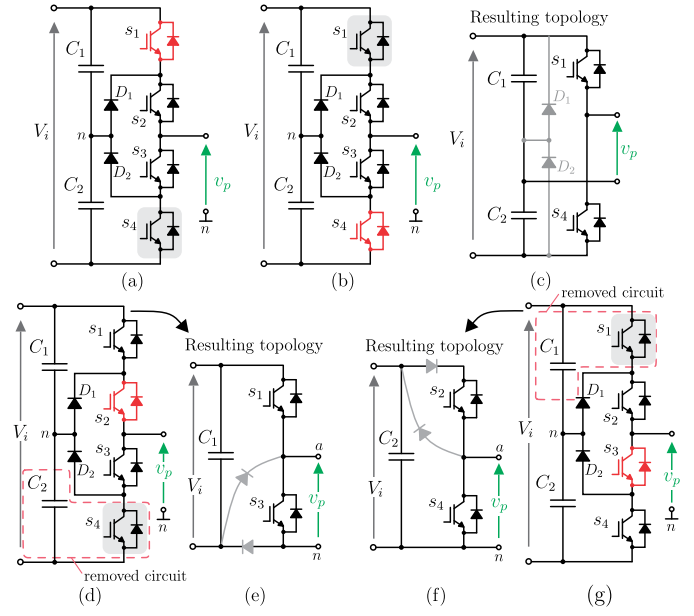 s1
C1
D1
s2
Vi
n
s3
D2
C2
vp
s4
n
(a)
s1
C1
D1
s2
Vi
n
s3
D2
C2
vp
s4
n
(b)
Resulting topology
s1
C1
D1
Vi
vp
D2
C2
s4
(c)
s1
C1
D1
s2
Vi
n
s3
D2
C2
vp
s4
n
removed circuit
(d)
Resulting topology
s1
C1
a
Vi
s3
vp
n
(e)
Resulting topology
s2
C2
a
Vi
s4
vp
n
(f)
removed circuit
s1
C1
D1
s2
Vi
n
s3
D2
C2
vp
s4
n
(g)